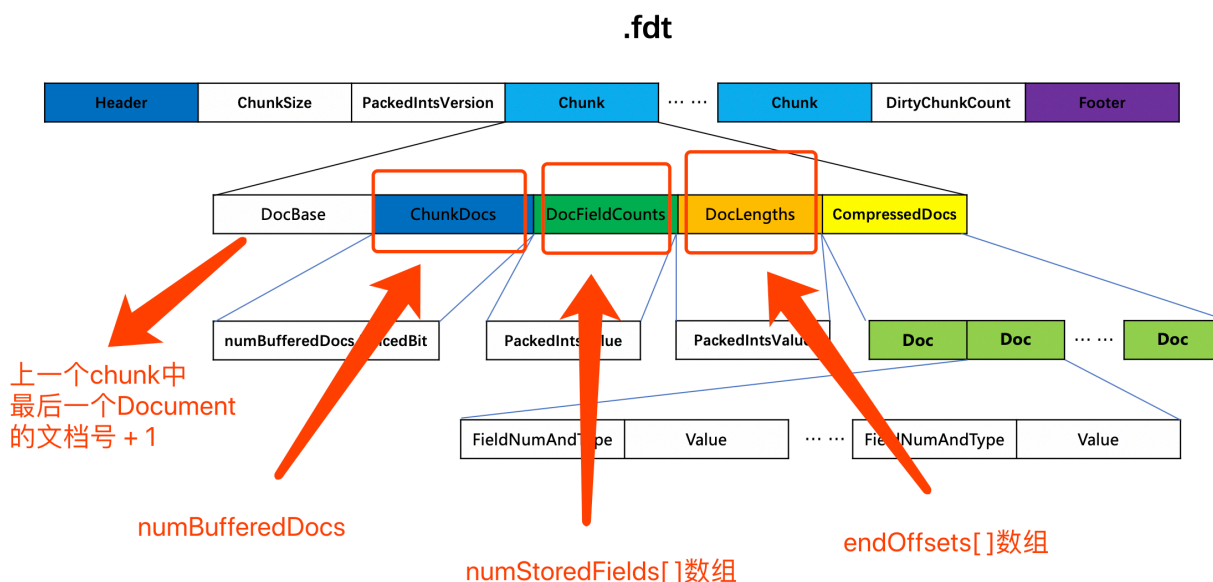 .fdt
Header ChunkSize PackedIntsVersion Chunk ... ... Chunk DirtyChunkCount Footer
DocBase ChunkDocs DocFieldCounts DocLengths CompressedDocs
numBufferedDocs PackedIntsValue Doc Doc ... ... Doc
上一个chunk中
最后一个Document
的文档号 + 1
FieldNumAndType Value ... ... FieldNumAndType Value
numBufferedDocs
endOffsets[ ]数组
numStoredFields[ ]数组